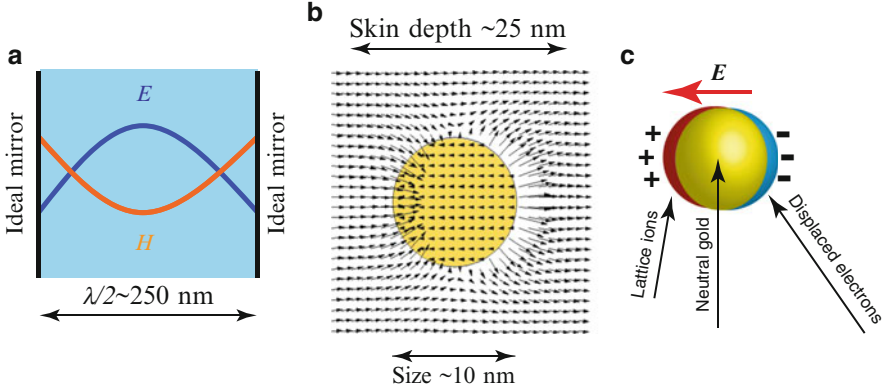 a
Ideal mirror
E
H
Ideal mirror
λ/2~250 nm
b
Skin depth ~25 nm
Size ~10 nm
c
E
+
+
+
-
-
-
Lattice ions
Neutral gold
Displaced electrons